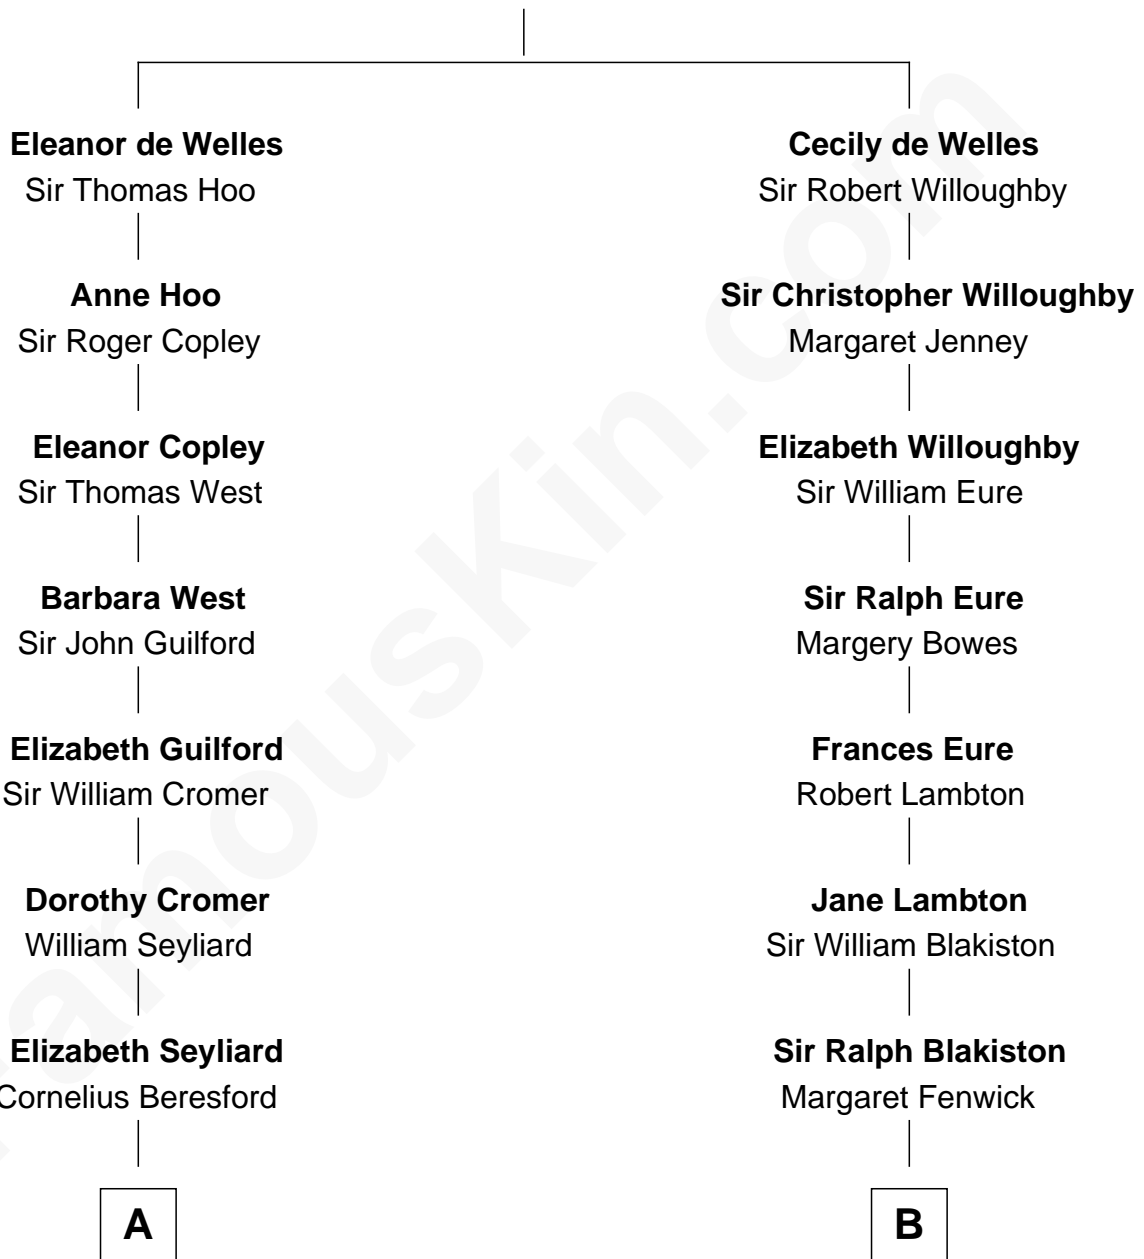 Eleanor de Welles
Sir Thomas Hoo
Cecily de Welles
Sir Robert Willoughby
Anne Hoo
Sir Roger Copley
Sir Christopher Willoughby
Margaret Jenney
Eleanor Copley
Sir Thomas West
Elizabeth Willoughby
Sir William Eure
Barbara West
Sir John Guilford
Sir Ralph Eure
Margery Bowes
Elizabeth Guilford
Sir William Cromer
Frances Eure
Robert Lambton
Dorothy Cromer
William Seyliard
Jane Lambton
Sir William Blakiston
Elizabeth Seyliard
Cornelius Beresford
Sir Ralph Blakiston
Margaret Fenwick
A
B
FamousKin.com